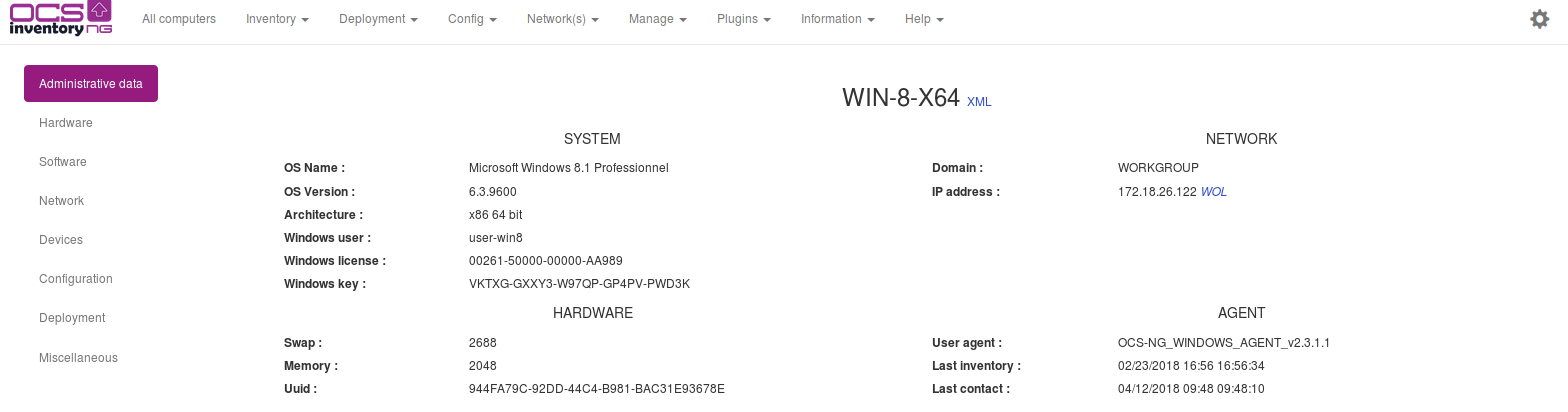 OCS inventory NG
All computers Inventory Deployment Config Network(s) Manage Plugins Information Help
Administrative data
Hardware
Software
Network
Devices
Configuration
Deployment
Miscellaneous
WIN-8-X64 XML
SYSTEM
OS Name : Microsoft Windows 8.1 Professionnel
OS Version : 6.3.9600
Architecture : x86 64 bit
Windows user : user-win8
Windows license : 00261-50000-00000-AA989
Windows key : VKTXG-GXXY3-W97QP-GP4PV-PWD3K
NETWORK
Domain : WORKGROUP
IP address : 172.18.26.122 WOL
HARDWARE
Swap : 2688
Memory : 2048
Uuid : 944FA79C-92DD-44C4-B981-BAC31E93678E
AGENT
User agent : OCS-NG_WINDOWS_AGENT_v2.3.1.1
Last inventory : 02/23/2018 16:56 16:56:34
Last contact : 04/12/2018 09:48 09:48:10